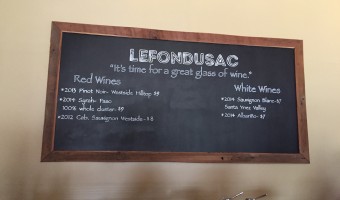 LEFONDUSAC
"It's time for a great glass of wine."
Red Wines
*2013 Pinot Noir- Westside Hilltop- $9
*2014 Syrah- Paso
100% whole cluster- $9
*2012 Cab. Sauvignon Westside- $8
White Wines
*2014 Sauvignon Blanc- $7
Santa Ynez Valley
*2014 Albariño- $7